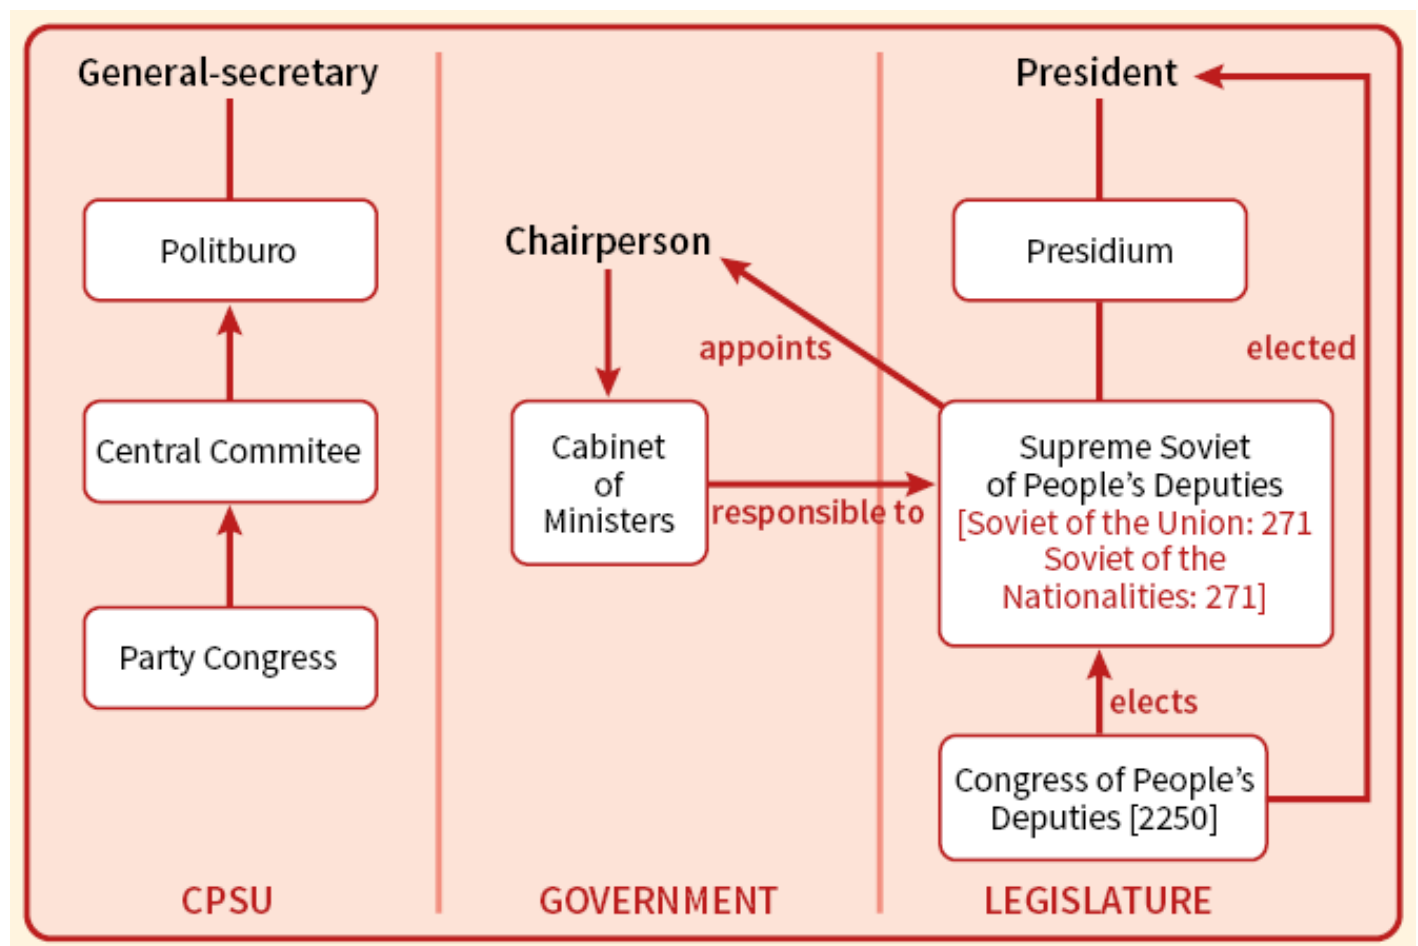 General-secretary
Politburo
Central Commitee
Party Congress
CPSU
Chairperson
appoints
Cabinet
of
Ministers
responsible to
GOVERNMENT
President
Presidium
elected
Supreme Soviet
of People’s Deputies
[Soviet of the Union: 271
Soviet of the
Nationalities: 271]
elects
Congress of People’s
Deputies [2250]
LEGISLATURE